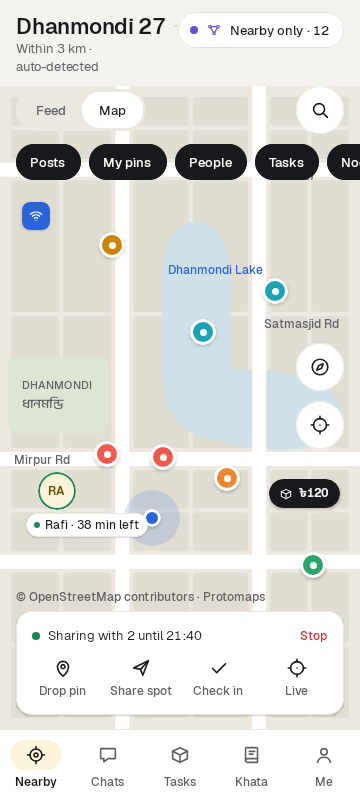 Dhanmondi 27
Nearby only · 12
Within 3 km ·
auto-detected
Feed
Map
Posts
My pins
People
Tasks
Dhanmondi Lake
Satmasjid Rd
DHANMONDI
ধানমন্ডি
Mirpur Rd
RA
৳120
Rafi · 38 min left
© OpenStreetMap contributors · Protomaps
Sharing with 2 until 21:40
Stop
Drop pin
Share spot
Check in
Live
Nearby
Chats
Tasks
Khata
Me